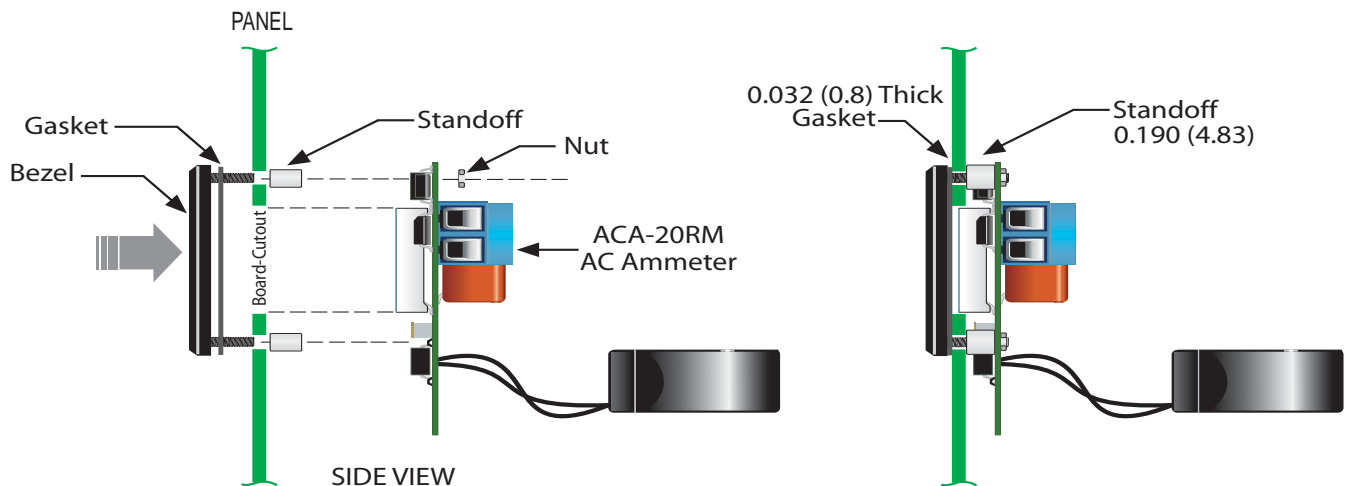 PANEL
Gasket
Standoff
Bezel
Nut
Board-Cutout
ACA-20RM
AC Ammeter
SIDE VIEW
0.032 (0.8) Thick
Gasket
Standoff
0.190 (4.83)